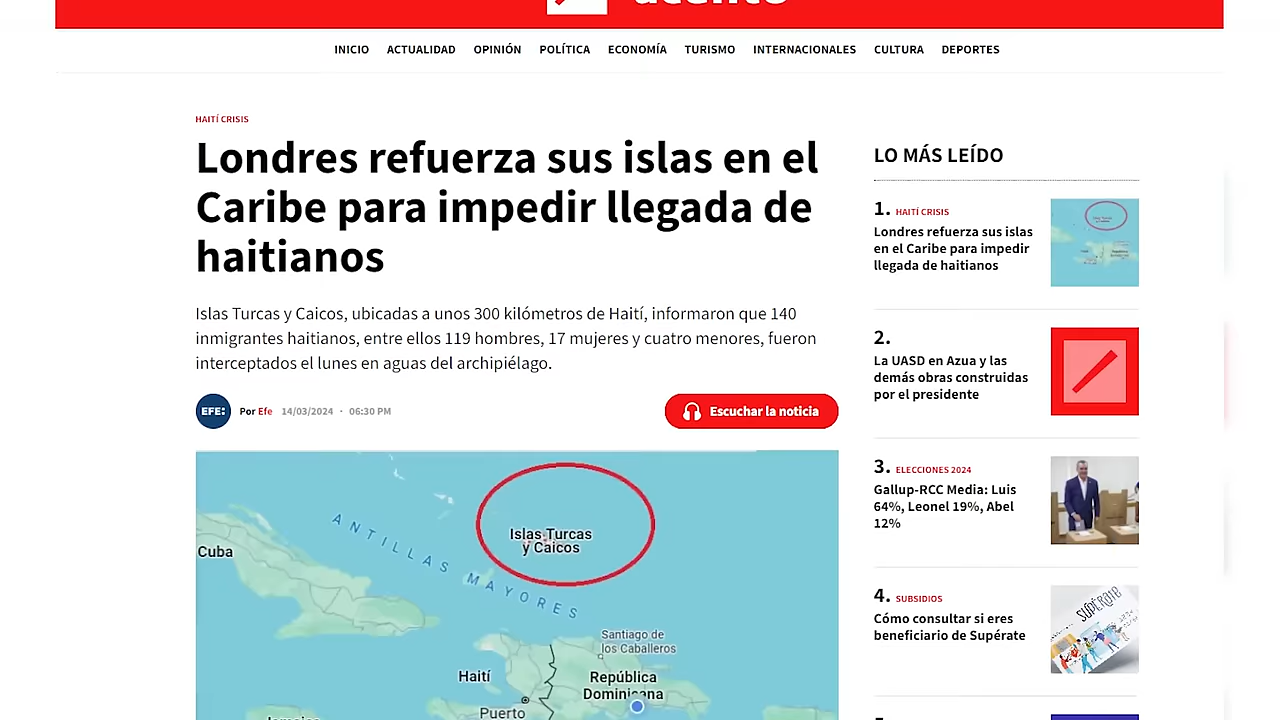 INICIO ACTUALIDAD OPINIÓN POLÍTICA ECONOMÍA TURISMO INTERNACIONALES CULTURA DEPORTES
HAITÍ CRISIS
Londres refuerza sus islas en el
Caribe para impedir llegada de
haitianos
Islas Turcas y Caicos, ubicadas a unos 300 kilómetros de Haití, informaron que 140
inmigrantes haitianos, entre ellos 119 hombres, 17 mujeres y cuatro menores, fueron
interceptados el lunes en aguas del archipiélago.
EFE: Por Efe 14/03/2024 · 06:30 PM
Escuchar la noticia
Islas Turcas
y Caicos
Cuba
ANTILLAS MAYORES
Santiago de
los Caballeros
Haití
República
Dominicana
Puerto
LO MÁS LEÍDO
1. HAITÍ CRISIS
Londres refuerza sus islas
en el Caribe para impedir
llegada de haitianos
2.
La UASD en Azua y las
demás obras construidas
por el presidente
3. ELECCIONES 2024
Gallup-RCC Media: Luis
64%, Leonel 19%, Abel
12%
4. SUBSIDIOS
Cómo consultar si eres
beneficiario de Supérate
SUPÉRATE